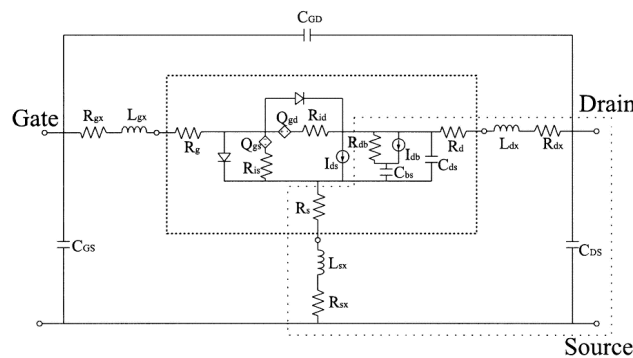 CGD
Gate
Rgx
Lgx
Rg
Qgs
Qgd
Rid
Ris
Ids
Rdb
Idb
Cbs
Cds
Rd
Ldx
Rdx
Drain
Rs
CGS
Lsx
CDS
Rsx
Source